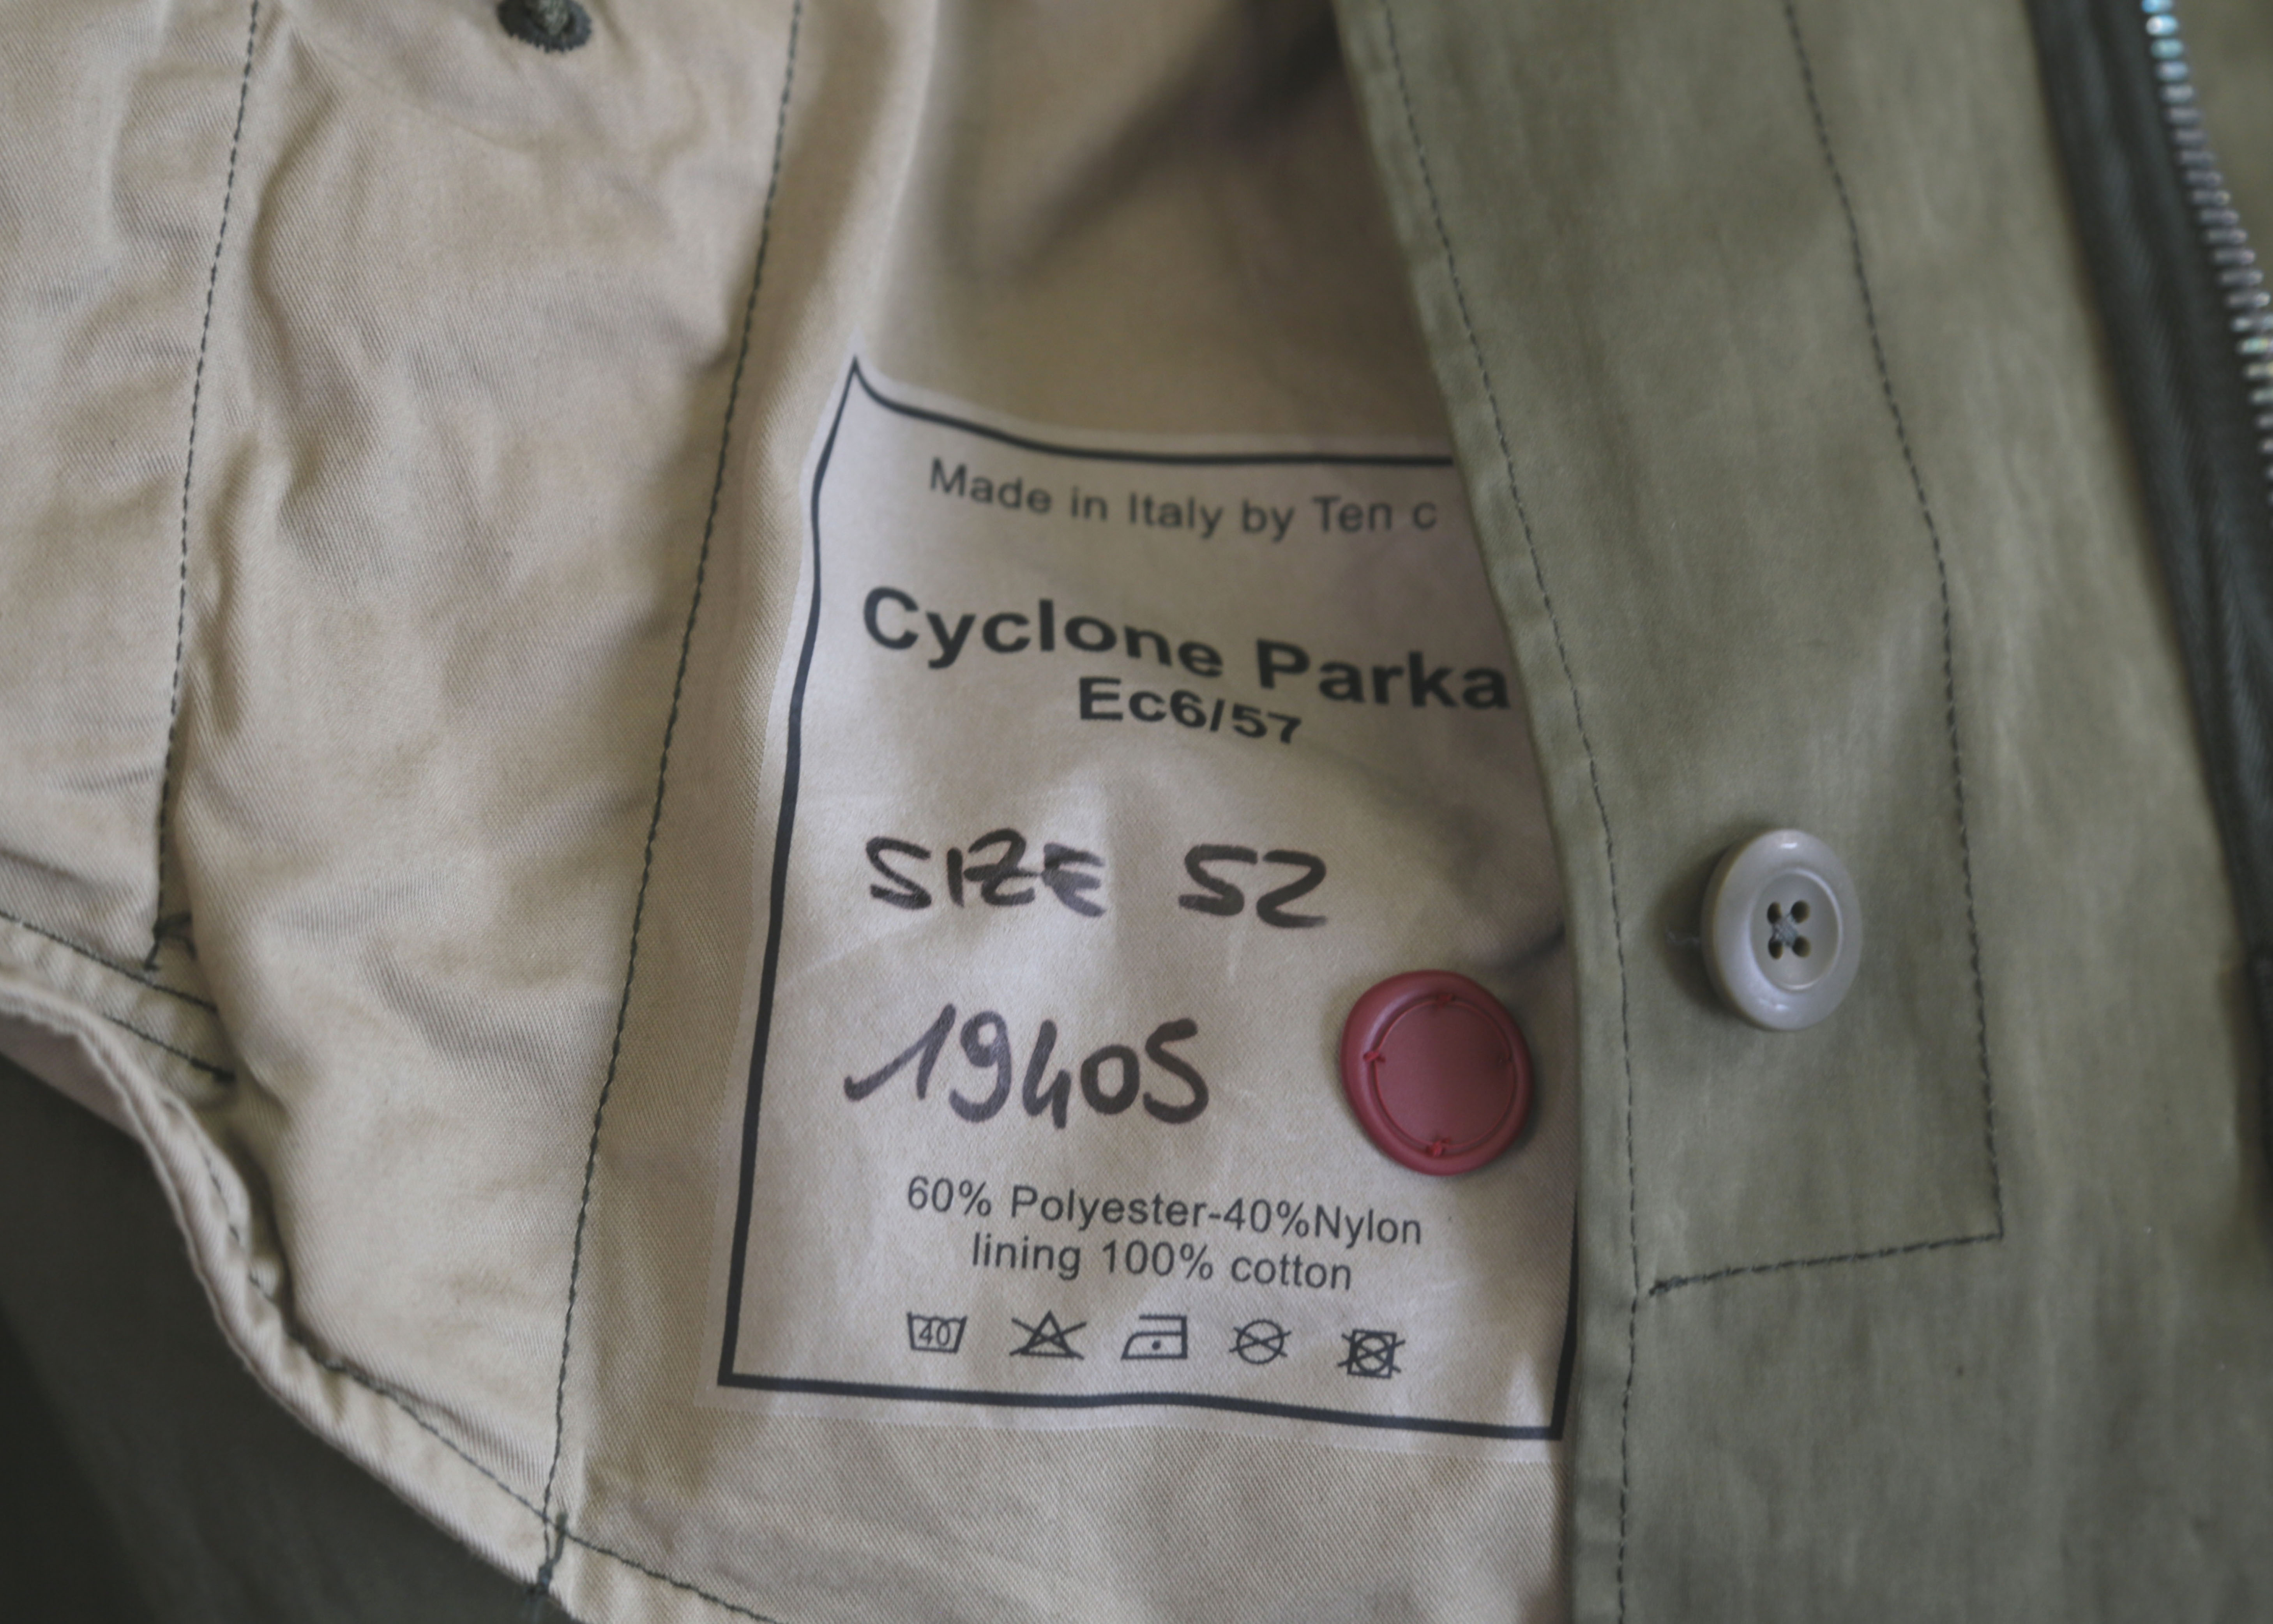 Made in Italy by Ten c
Cyclone Parka
Ec6/57
SIZE 52
19405
60% Polyester-40%Nylon
lining 100% cotton
40